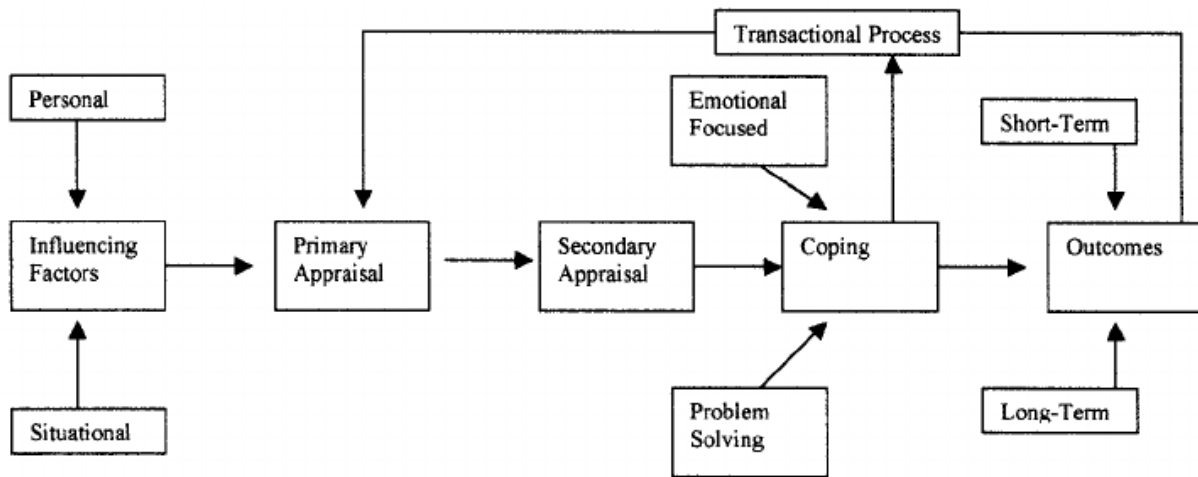 Transactional Process
Personal
Emotional
Focused
Short-Term
Influencing
Factors
Primary
Appraisal
Secondary
Appraisal
Coping
Outcomes
Situational
Problem
Solving
Long-Term